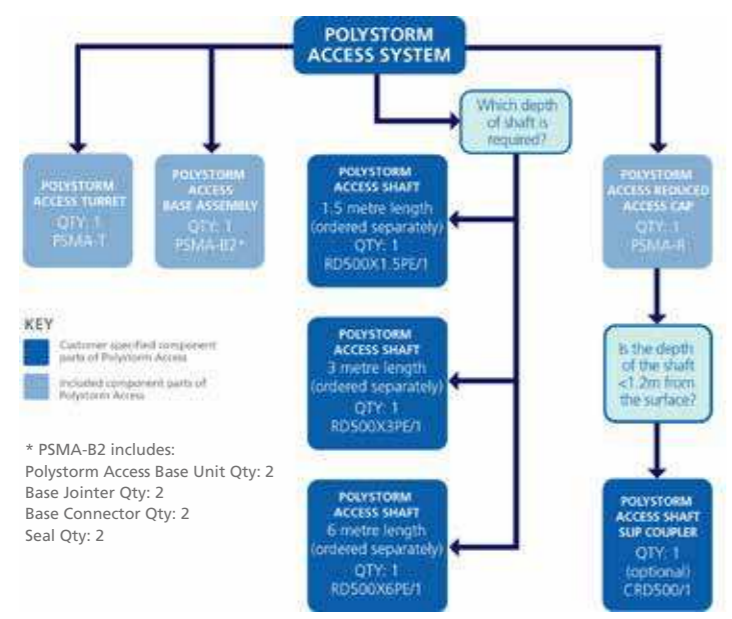 POLYSTORM
ACCESS SYSTEM
Which depth
of shaft is
required?
POLYSTORM
ACCESS TURRET
QTY: 1
PSMA-T
POLYSTORM
ACCESS
BASE ASSEMBLY
QTY: 1
PSMA-B2*
POLYSTORM
ACCESS SHAFT
1.5 metre length
(ordered separately)
QTY: 1
RD500X1.5PE/1
POLYSTORM
ACCESS REDUCED
ACCESS CAP
QTY: 1
PSMA-R
KEY
Customer specified component
parts of Polystorm Access
Included component parts of
Polystorm Access
POLYSTORM
ACCESS SHAFT
3 metre length
(ordered separately)
QTY: 1
RD500X3PE/1
Is the depth
of the shaft
<1.2m from
the surface?
* PSMA-B2 includes:
Polystorm Access Base Unit Qty: 2
Base Jointer Qty: 2
Base Connector Qty: 2
Seal Qty: 2
POLYSTORM
ACCESS SHAFT
6 metre length
(ordered separately)
QTY: 1
RD500X6PE/1
POLYSTORM
ACCESS SHAFT
SLIP COUPLER
QTY: 1
(optional)
CRD500/1